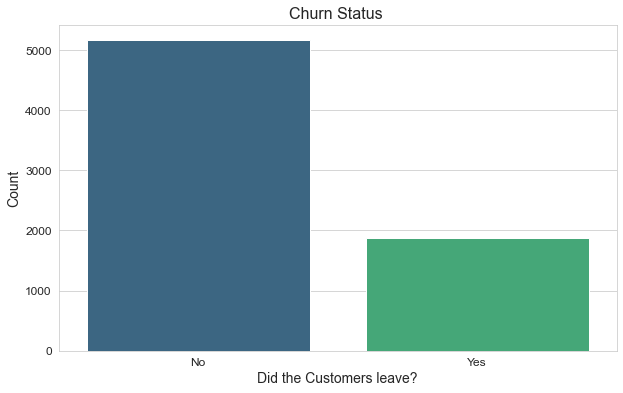 Churn Status
5000
4000
3000
2000
1000
0
Count
No
Yes
Did the Customers leave?